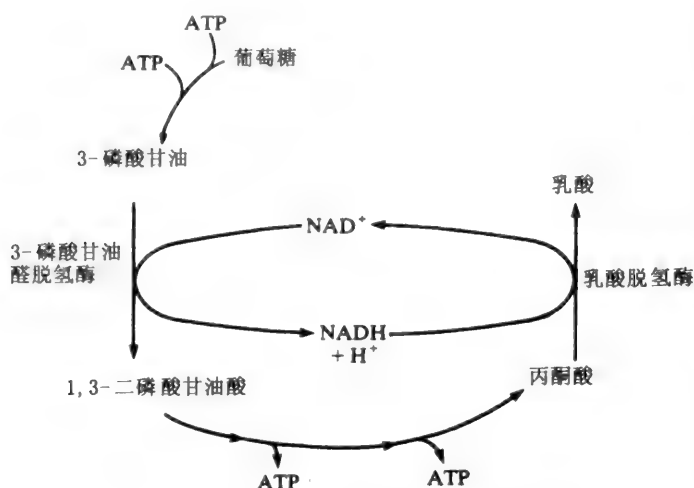 ATP
ATP
葡萄糖
3-磷酸甘油
乳酸
NAD⁺
3-磷酸甘油
醛脱氢酶
乳酸脱氢酶
NADH
+ H⁺
1,3-二磷酸甘油酸
丙酮酸
ATP
ATP